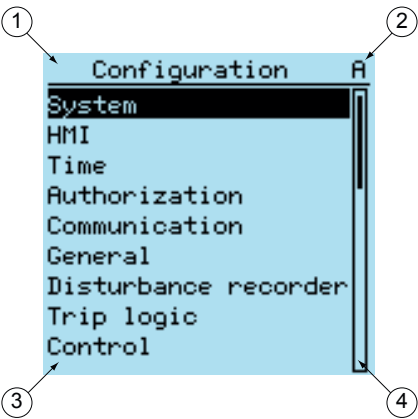 1 2
Configuration A
System
HMI
Time
Authorization
Communication
General
Disturbance recorder
Trip logic
Control
3 4